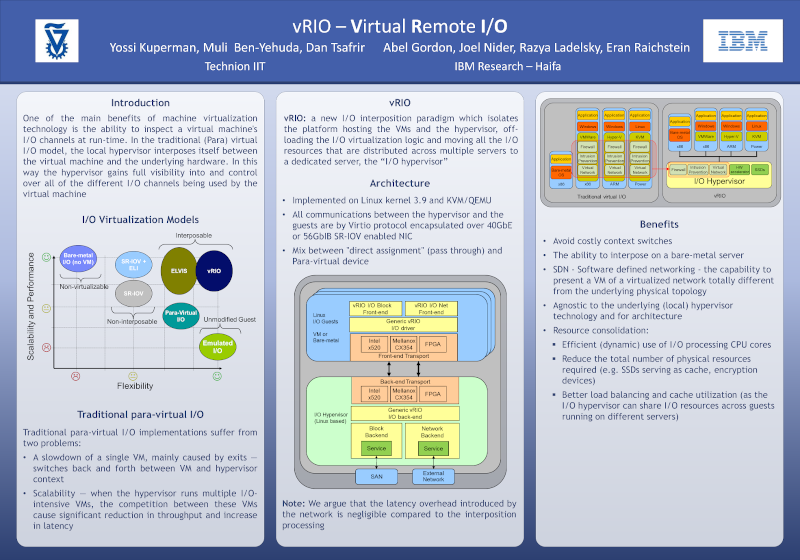 vRIO – Virtual Remote I/O
Yossi Kuperman, Muli Ben-Yehuda, Dan Tsafrir
Abel Gordon, Joel Nider, Razya Ladelsky, Eran Raichstein
Technion IIT
IBM Research – Haifa
IBM
Introduction
One of the main benefits of machine virtualization
technology is the ability to inspect a virtual machine's
I/O channels at run-time. In the traditional (Para) virtual
I/O model, the local hypervisor interposes itself between
the virtual machine and the underlying hardware. In this
way the hypervisor gains full visibility into and control
over all of the different I/O channels being used by the
virtual machine
I/O Virtualization Models
Interposable
Bare-metal
I/O (no VM)
SR-IOV +
ELI
ELVIS
vRIO
Non-virtualizable
SR-IOV
Non-interposable
Para-Virtual
I/O
Unmodified Guest
Emulated
I/O
Scalability and Performance
Flexibility
Traditional para-virtual I/O
Traditional para-virtual I/O implementations suffer from
two problems:
• A slowdown of a single VM, mainly caused by exits —
switches back and forth between VM and hypervisor
context
• Scalability — when the hypervisor runs multiple I/O-
intensive VMs, the competition between these VMs
cause significant reduction in throughput and increase
in latency
vRIO
vRIO: a new I/O interposition paradigm which isolates
the platform hosting the VMs and the hypervisor, off-
loading the I/O virtualization logic and moving all the I/O
resources that are distributed across multiple servers to
a dedicated server, the “I/O hypervisor”
Architecture
• Implemented on Linux kernel 3.9 and KVM/QEMU
• All communications between the hypervisor and the
guests are by Virtio protocol encapsulated over 40GbE
or 56GbIB SR-IOV enabled NIC
• Mix between "direct assignment" (pass through) and
Para-virtual device
Linux
I/O Guests
VM or
Bare-metal
vRIO I/O Block
Front-end
vRIO I/O Net
Front-end
Generic vRIO
I/O driver
Intel
x520
Mellanox
CX354
FPGA
Front-end Transport
Back-end Transport
Intel
x520
Mellanox
CX354
FPGA
Generic vRIO
I/O back-end
I/O Hypervisor
(Linux based)
Block
Backend
Network
Backend
Service
Service
SAN
External
Network
Note: We argue that the latency overhead introduced by
the network is negligible compared to the interposition
processing
Application
Application
Application
Windows
Windows
Linux
VMWare
Hyper-V
KVM
Firewall
Firewall
Firewall
Intrusion
Prevention
Intrusion
Prevention
Intrusion
Prevention
Application
Virtual
Network
Virtual
Network
Virtual
Network
Bare-metal
OS
x86
x86
ARM
Power
Traditional virtual I/O
Application
Application
Application
Application
Bare-metal
OS
Windows
Windows
Linux
VMWare
Hyper-V
KVM
x86
x86
ARM
Power
Firewall
Intrusion
Prevention
Virtual
Network
SSDs
I/O Hypervisor
vRIO
Benefits
• Avoid costly context switches
• The ability to interpose on a bare-metal server
• SDN - Software defined networking - the capability to
present a VM of a virtualized network totally different
from the underlying physical topology
• Agnostic to the underlying (local) hypervisor
technology and for architecture
• Resource consolidation:
▪ Efficient (dynamic) use of I/O processing CPU cores
▪ Reduce the total number of physical resources
required (e.g. SSDs serving as cache, encryption
devices)
▪ Better load balancing and cache utilization (as the
I/O hypervisor can share I/O resources across guests
running on different servers)